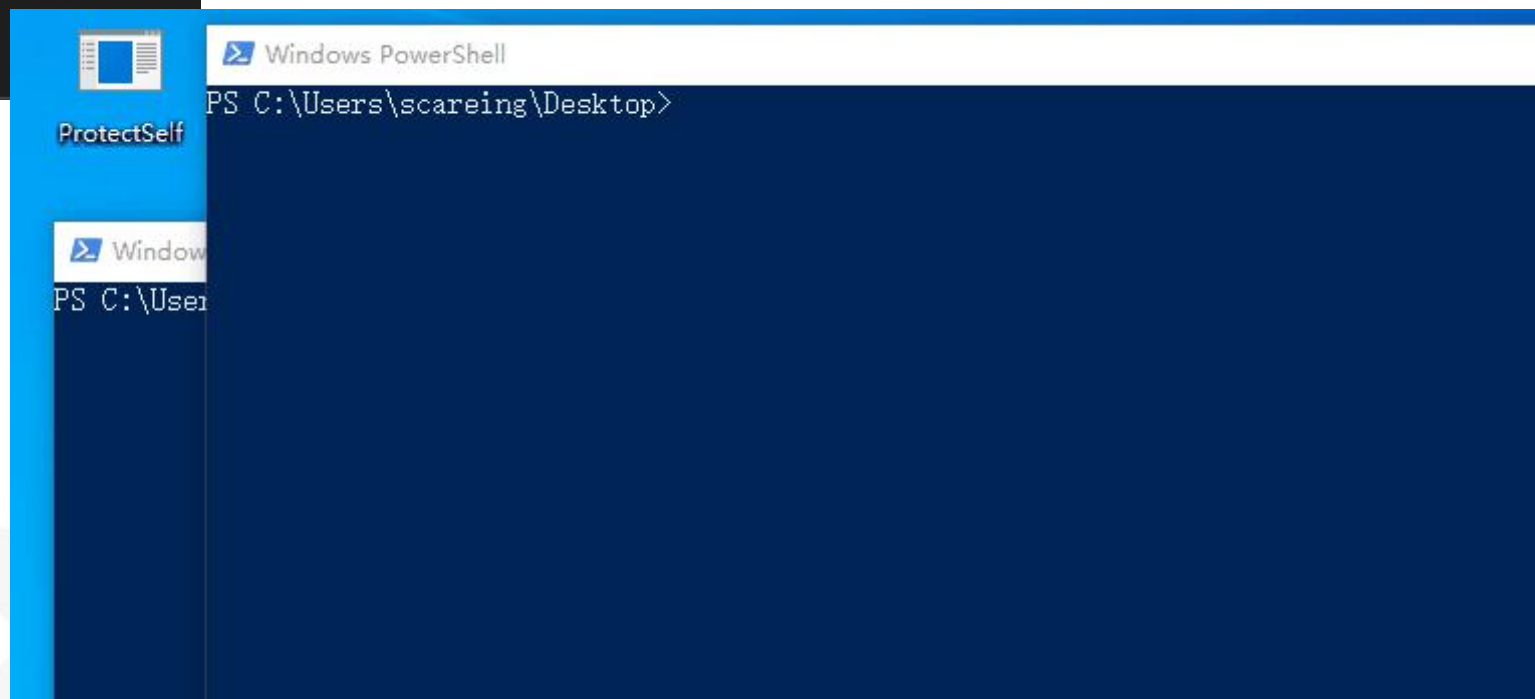 Windows PowerShell
PS C:\Users\scareing\Desktop>
ProtectSelf
Window
PS C:\User